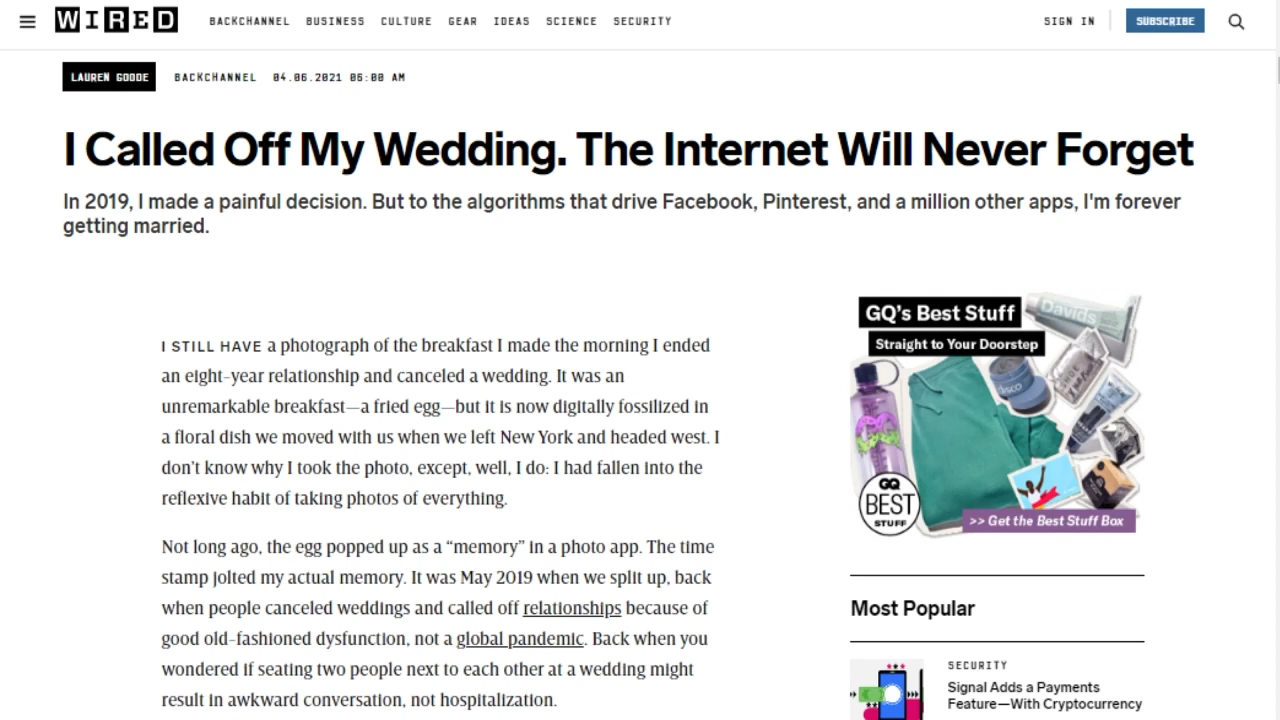 WIRED
BACKCHANNEL BUSINESS CULTURE GEAR IDEAS SCIENCE SECURITY
SIGN IN
SUBSCRIBE
LAUREN GOODE
BACKCHANNEL
04.06.2021 06:00 AM
I Called Off My Wedding. The Internet Will Never Forget
In 2019, I made a painful decision. But to the algorithms that drive Facebook, Pinterest, and a million other apps, I'm forever
getting married.
I STILL HAVE a photograph of the breakfast I made the morning I ended
an eight-year relationship and canceled a wedding. It was an
unremarkable breakfast—a fried egg—but it is now digitally fossilized in
a floral dish we moved with us when we left New York and headed west. I
don't know why I took the photo, except, well, I do: I had fallen into the
reflexive habit of taking photos of everything.
Not long ago, the egg popped up as a “memory” in a photo app. The time
stamp jolted my actual memory. It was May 2019 when we split up, back
when people canceled weddings and called off relationships because of
good old-fashioned dysfunction, not a global pandemic. Back when you
wondered if seating two people next to each other at a wedding might
result in awkward conversation, not hospitalization.
GQ's Best Stuff
Straight to Your Doorstep
Davids
disco
GQ
GQ
BEST
STUFF
>> Get the Best Stuff Box
Most Popular
SECURITY
Signal Adds a Payments
Feature—With Cryptocurrency